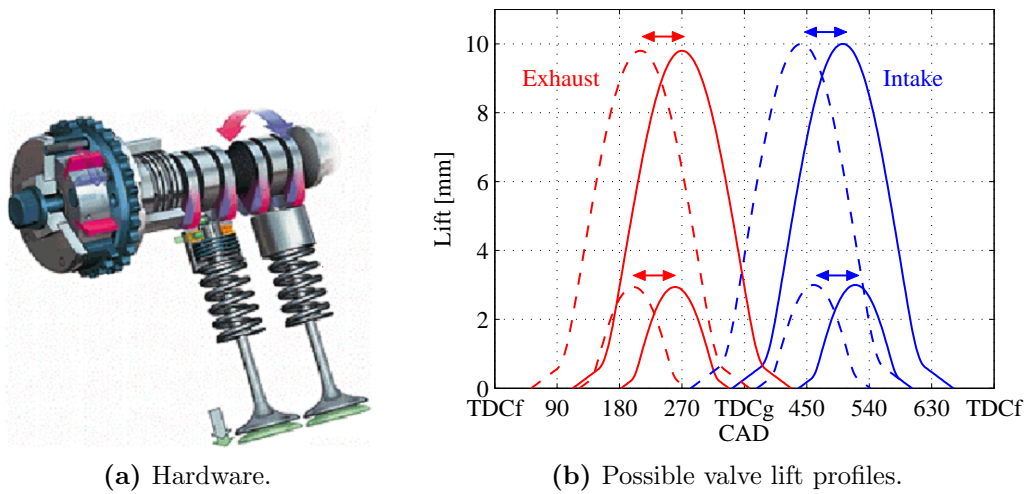 10
8
6
4
2
0
Lift [mm]
Exhaust
Intake
TDCf 90 180 270 TDCg 450 540 630 TDCf
CAD
(a) Hardware.
(b) Possible valve lift profiles.